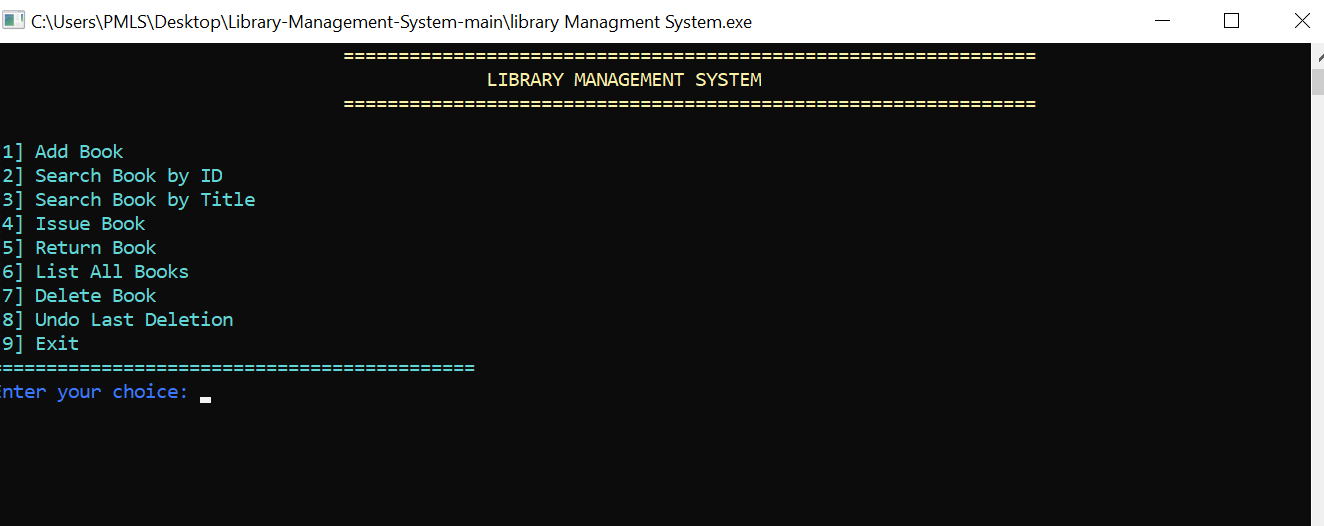 C:\Users\PMLS\Desktop\Library-Management-System-main\library Managment System.exe
===============================================================
LIBRARY MANAGEMENT SYSTEM
===============================================================
1] Add Book
2] Search Book by ID
3] Search Book by Title
4] Issue Book
5] Return Book
6] List All Books
7] Delete Book
8] Undo Last Deletion
9] Exit
============================================
Enter your choice: